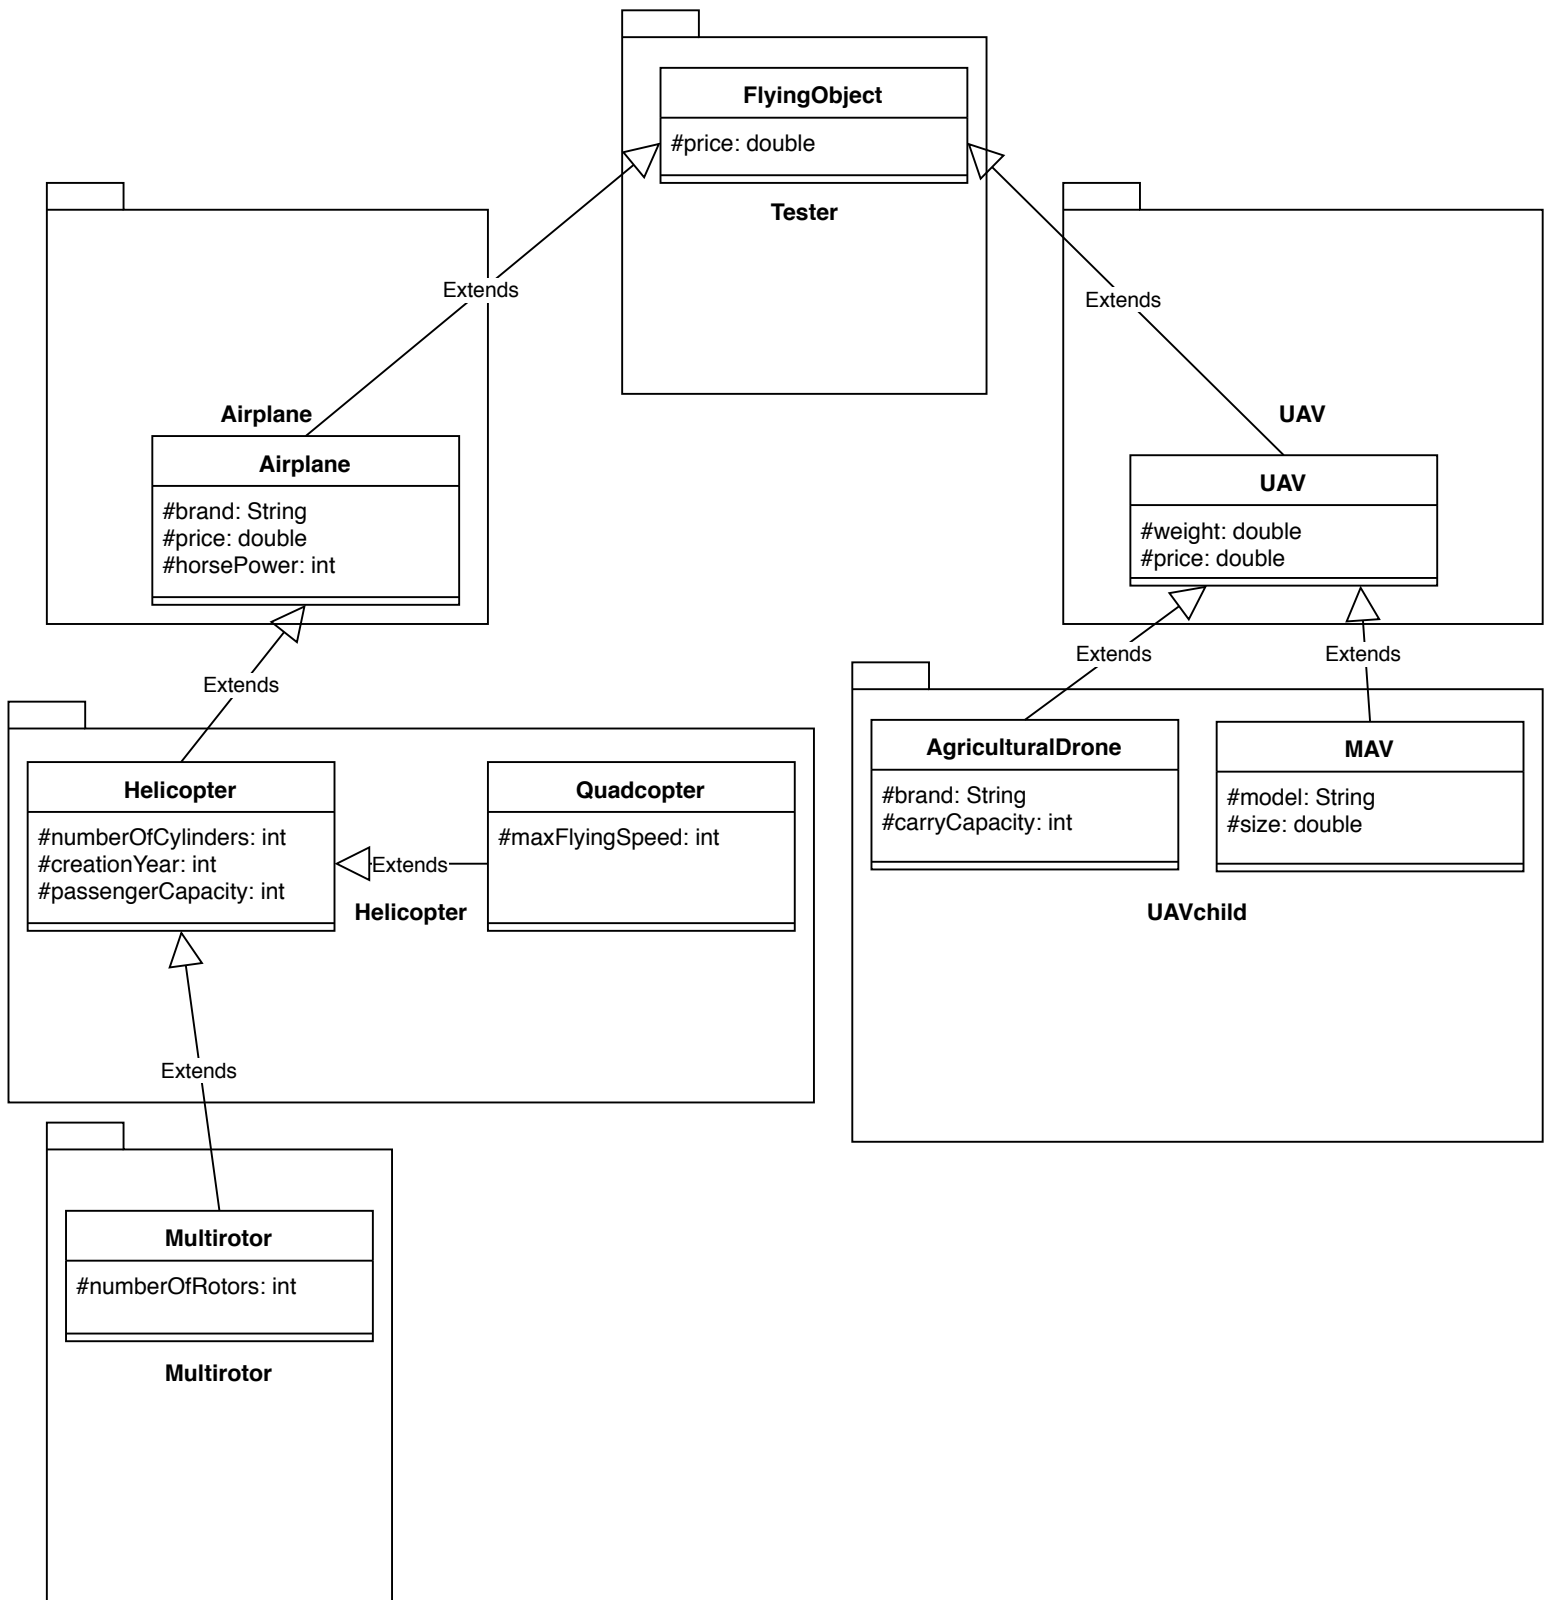 FlyingObject
#price: double
Tester
Extends
Extends
Airplane
Airplane
#brand: String
#price: double
#horsePower: int
UAV
UAV
#weight: double
#price: double
Extends
Extends
Extends
Helicopter
#numberOfCylinders: int
#creationYear: int
#passengerCapacity: int
Extends
Helicopter
Quadcopter
#maxFlyingSpeed: int
AgriculturalDrone
#brand: String
#carryCapacity: int
MAV
#model: String
#size: double
UAVchild
Extends
Multirotor
#numberOfRotors: int
Multirotor